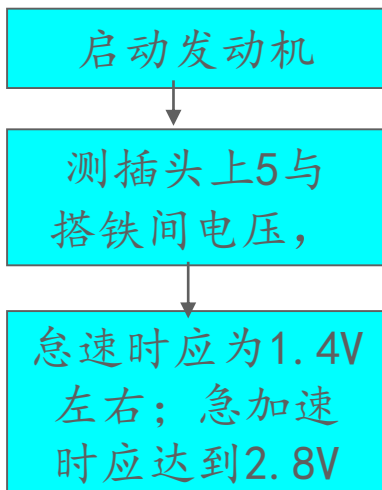 启动发动机
测插头上5与
搭铁间电压，
怠速时应为1.4V
左右；急加速
时应达到2.8V